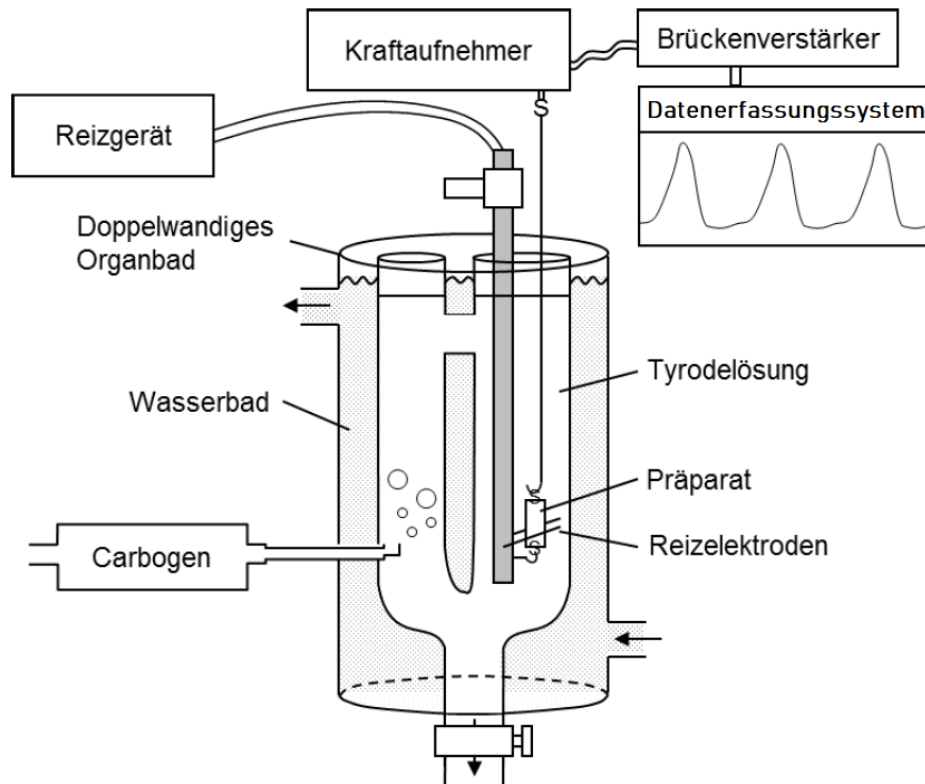 Kraftaufnehmer
Brückenverstärker
Datenerfassungssystem
Reizgerät
Doppelwandiges
Organbad
Tyrodelösung
Wasserbad
Präparat
Reizelektroden
Carbogen